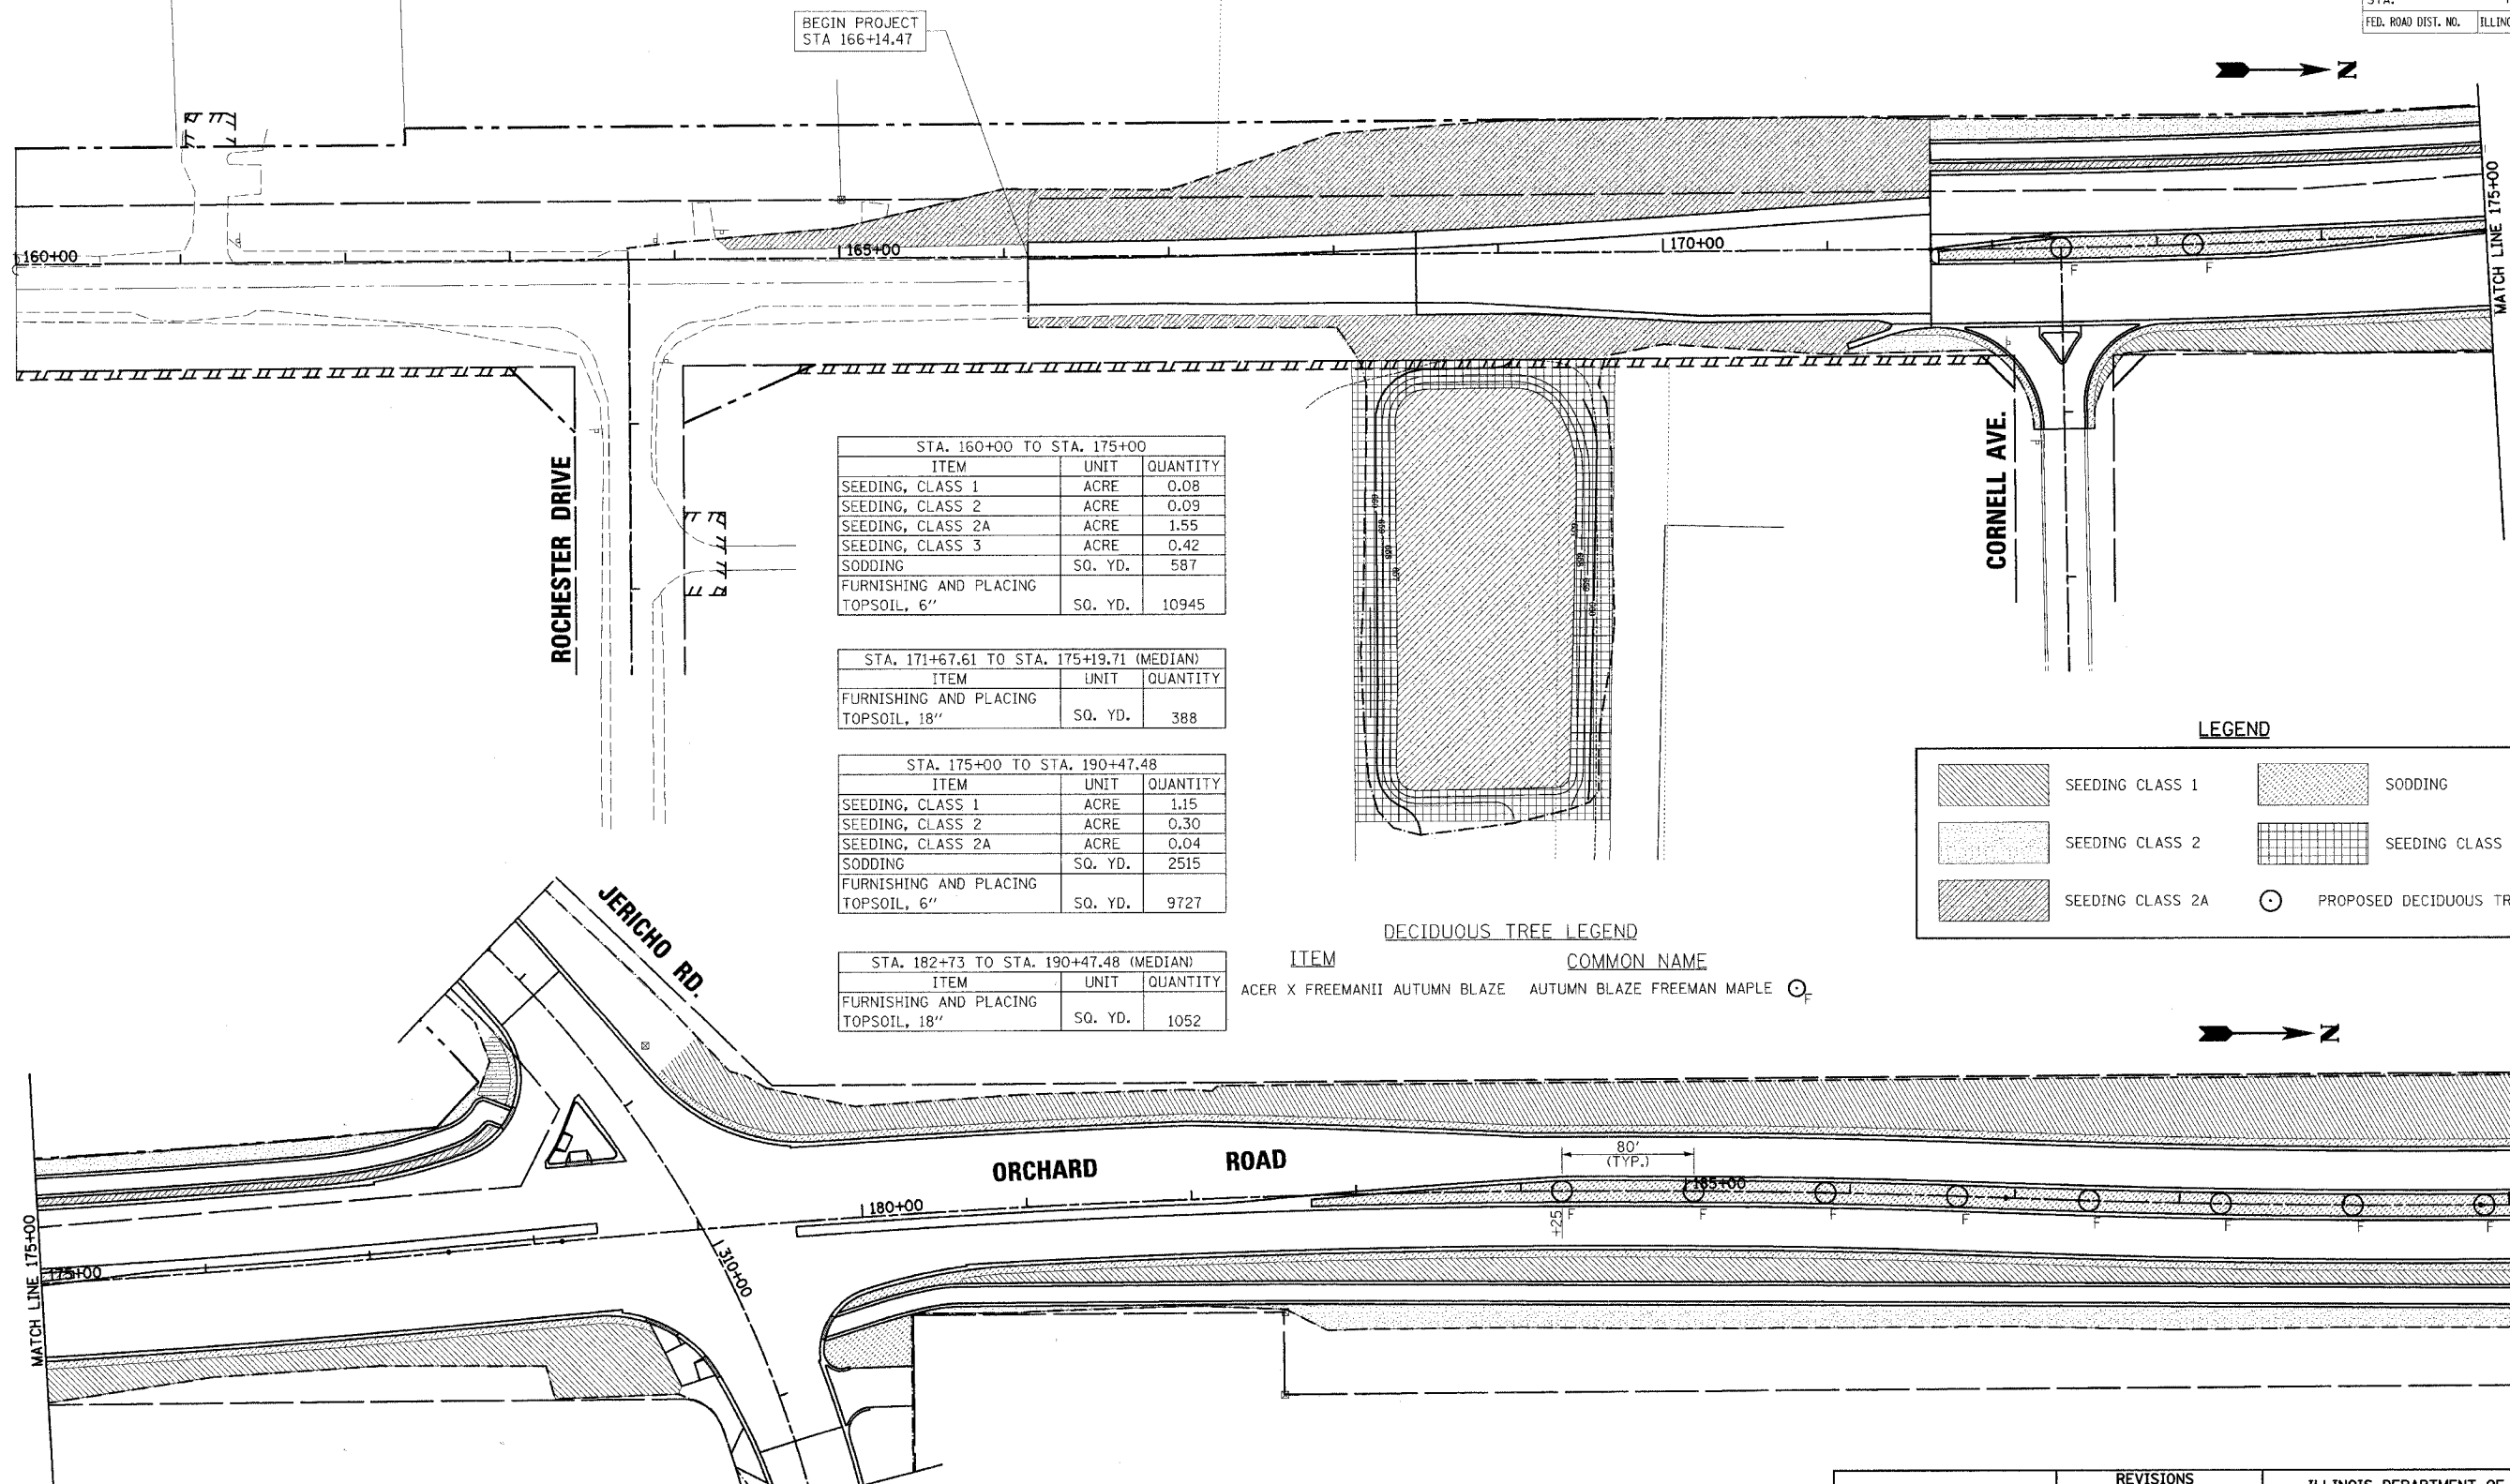 STA.
FED. ROAD DIST. NO.
BEGIN PROJECT
STA 166+14.47
N
160+00
165+00
170+00
F
F
MATCH LINE 175+00
ROCHESTER DRIVE
CORNELL AVE.
STA. 160+00 TO STA. 175+00
ITEM UNIT QUANTITY
SEEDING, CLASS 1 ACRE 0.08
SEEDING, CLASS 2 ACRE 0.09
SEEDING, CLASS 2A ACRE 1.55
SEEDING, CLASS 3 ACRE 0.42
SODDING SQ. YD. 587
FURNISHING AND PLACING
TOPSOIL, 6" SQ. YD. 10945
STA. 171+67.61 TO STA. 175+19.71 (MEDIAN)
ITEM UNIT QUANTITY
FURNISHING AND PLACING
TOPSOIL, 18" SQ. YD. 388
STA. 175+00 TO STA. 190+47.48
ITEM UNIT QUANTITY
SEEDING, CLASS 1 ACRE 1.15
SEEDING, CLASS 2 ACRE 0.30
SEEDING, CLASS 2A ACRE 0.04
SODDING SQ. YD. 2515
FURNISHING AND PLACING
TOPSOIL, 6" SQ. YD. 9727
STA. 182+73 TO STA. 190+47.48 (MEDIAN)
ITEM UNIT QUANTITY
FURNISHING AND PLACING
TOPSOIL, 18" SQ. YD. 1052
LEGEND
SEEDING CLASS 1 SODDING
SEEDING CLASS 2 SEEDING CLASS
SEEDING CLASS 2A PROPOSED DECIDUOUS TR
DECIDUOUS TREE LEGEND
ITEM COMMON NAME
ACER X FREEMANII AUTUMN BLAZE AUTUMN BLAZE FREEMAN MAPLE F
JERICHO RD.
N
ORCHARD ROAD
80'
(TYP.)
180+00
185+00
+25
F
F
F
F
F
F
F
F
310+00
175+00
MATCH LINE 175+00
REVISIONS
ILLINOIS DEPARTMENT OF